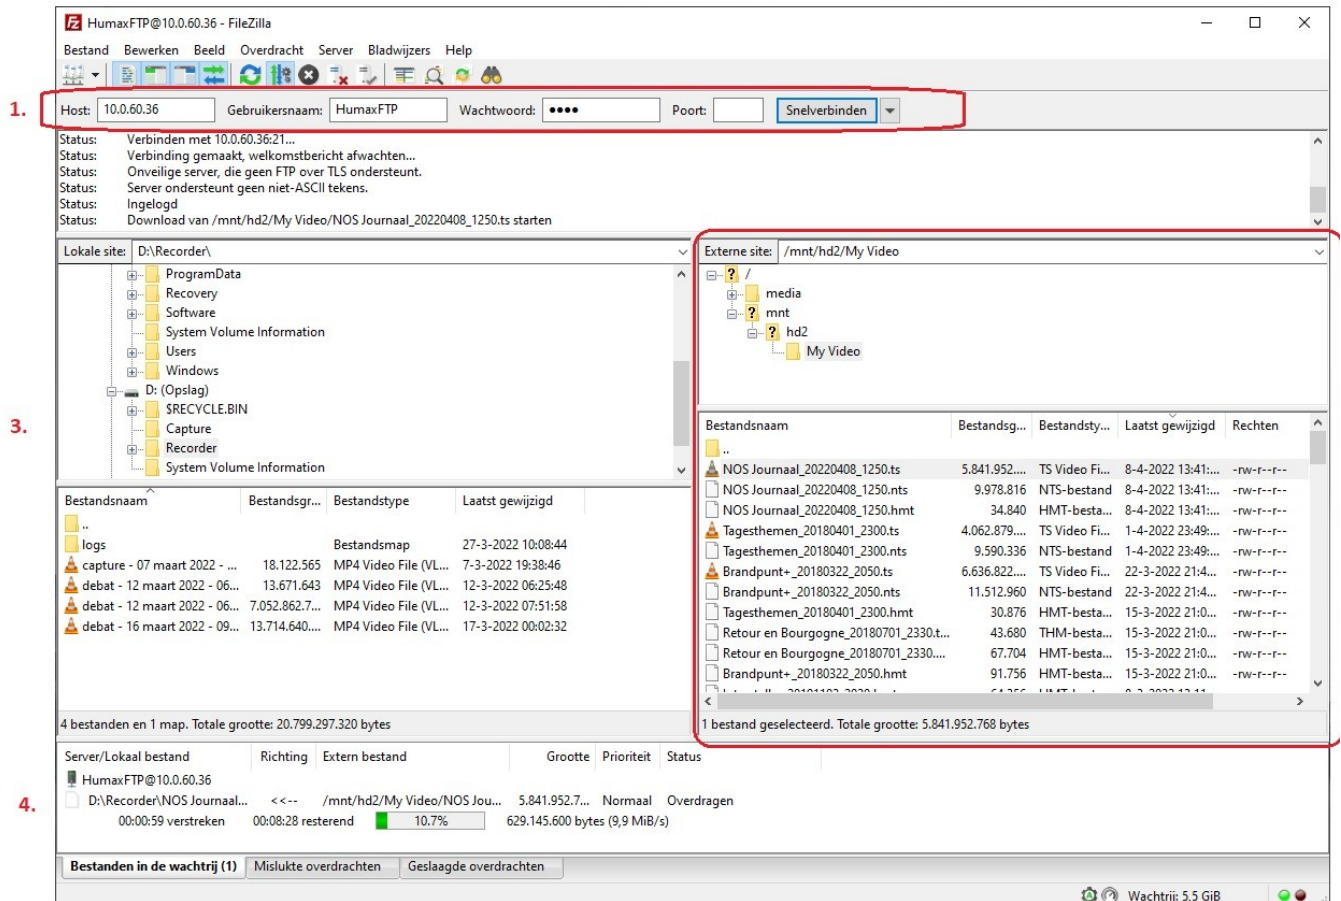 HumaxFTP@10.0.60.36 - FileZilla
Bestand Bewerken Beeld Overdracht Server Bladwijzers Help
1.
Host: 10.0.60.36 Gebruikersnaam: HumaxFTP Wachtwoord: •••• Poort: Snelverbinden
Status: Verbinden met 10.0.60.36:21...
Status: Verbinding gemaakt, welkomstbericht afwachten...
Status: Onveilige server, die geen FTP over TLS ondersteunt.
Status: Server ondersteunt geen niet-ASCII tekens.
Status: Ingelogd
Status: Download van /mnt/hd2/My Video/NOS Journaal_20220408_1250.ts starten
Lokale site: D:\Recorder\
ProgramData
Recovery
Software
System Volume Information
Users
Windows
D: (Opslag)
$RECYCLE.BIN
Capture
3.
Recorder
System Volume Information
Bestandsnaam Bestandsgr... Bestandstype Laatst gewijzigd
..
logs Bestandsmap 27-3-2022 10:08:44
capture - 07 maart 2022 - ... 18.122.565 MP4 Video File (VL... 7-3-2022 19:38:46
debat - 12 maart 2022 - 06... 13.671.643 MP4 Video File (VL... 12-3-2022 06:25:48
debat - 12 maart 2022 - 06... 7.052.862.7... MP4 Video File (VL... 12-3-2022 07:51:58
debat - 16 maart 2022 - 09... 13.714.640.... MP4 Video File (VL... 17-3-2022 00:02:32
4 bestanden en 1 map. Totale grootte: 20.799.297.320 bytes
Externe site: /mnt/hd2/My Video
/
media
mnt
hd2
My Video
Bestandsnaam Bestandsg... Bestandsty... Laatst gewijzigd Rechten
..
NOS Journaal_20220408_1250.ts 5.841.952.... TS Video Fi... 8-4-2022 13:41:... -rw-r--r--
NOS Journaal_20220408_1250.nts 9.978.816 NTS-bestand 8-4-2022 13:41:... -rw-r--r--
NOS Journaal_20220408_1250.hmt 34.840 HMT-besta... 8-4-2022 13:41:... -rw-r--r--
Tagesthemen_20180401_2300.ts 4.062.879.... TS Video Fi... 1-4-2022 23:49:... -rw-r--r--
Tagesthemen_20180401_2300.nts 9.590.336 NTS-bestand 1-4-2022 23:49:... -rw-r--r--
Brandpunt+_20180322_2050.ts 6.636.822.... TS Video Fi... 22-3-2022 21:4... -rw-r--r--
Brandpunt+_20180322_2050.nts 11.512.960 NTS-bestand 22-3-2022 21:4... -rw-r--r--
Tagesthemen_20180401_2300.hmt 30.876 HMT-besta... 15-3-2022 21:0... -rw-r--r--
Retour en Bourgogne_20180701_2330.t... 43.680 THM-besta... 15-3-2022 21:0... -rw-r--r--
Retour en Bourgogne_20180701_2330.... 67.704 HMT-besta... 15-3-2022 21:0... -rw-r--r--
Brandpunt+_20180322_2050.hmt 91.756 HMT-besta... 15-3-2022 21:0... -rw-r--r--
1 bestand geselecteerd. Totale grootte: 5.841.952.768 bytes
Server/Lokaal bestand Richting Extern bestand Grootte Prioriteit Status
HumaxFTP@10.0.60.36
4.
D:\Recorder\NOS Journaal... <<-- /mnt/hd2/My Video/NOS Jou... 5.841.952.7... Normaal Overdragen
00:00:59 verstreken 00:08:28 resterend 10.7% 629.145.600 bytes (9,9 MiB/s)
Bestanden in de wachtrij (1) Mislukte overdrachten Geslaagde overdrachten
Wachtrij: 5,5 GiB